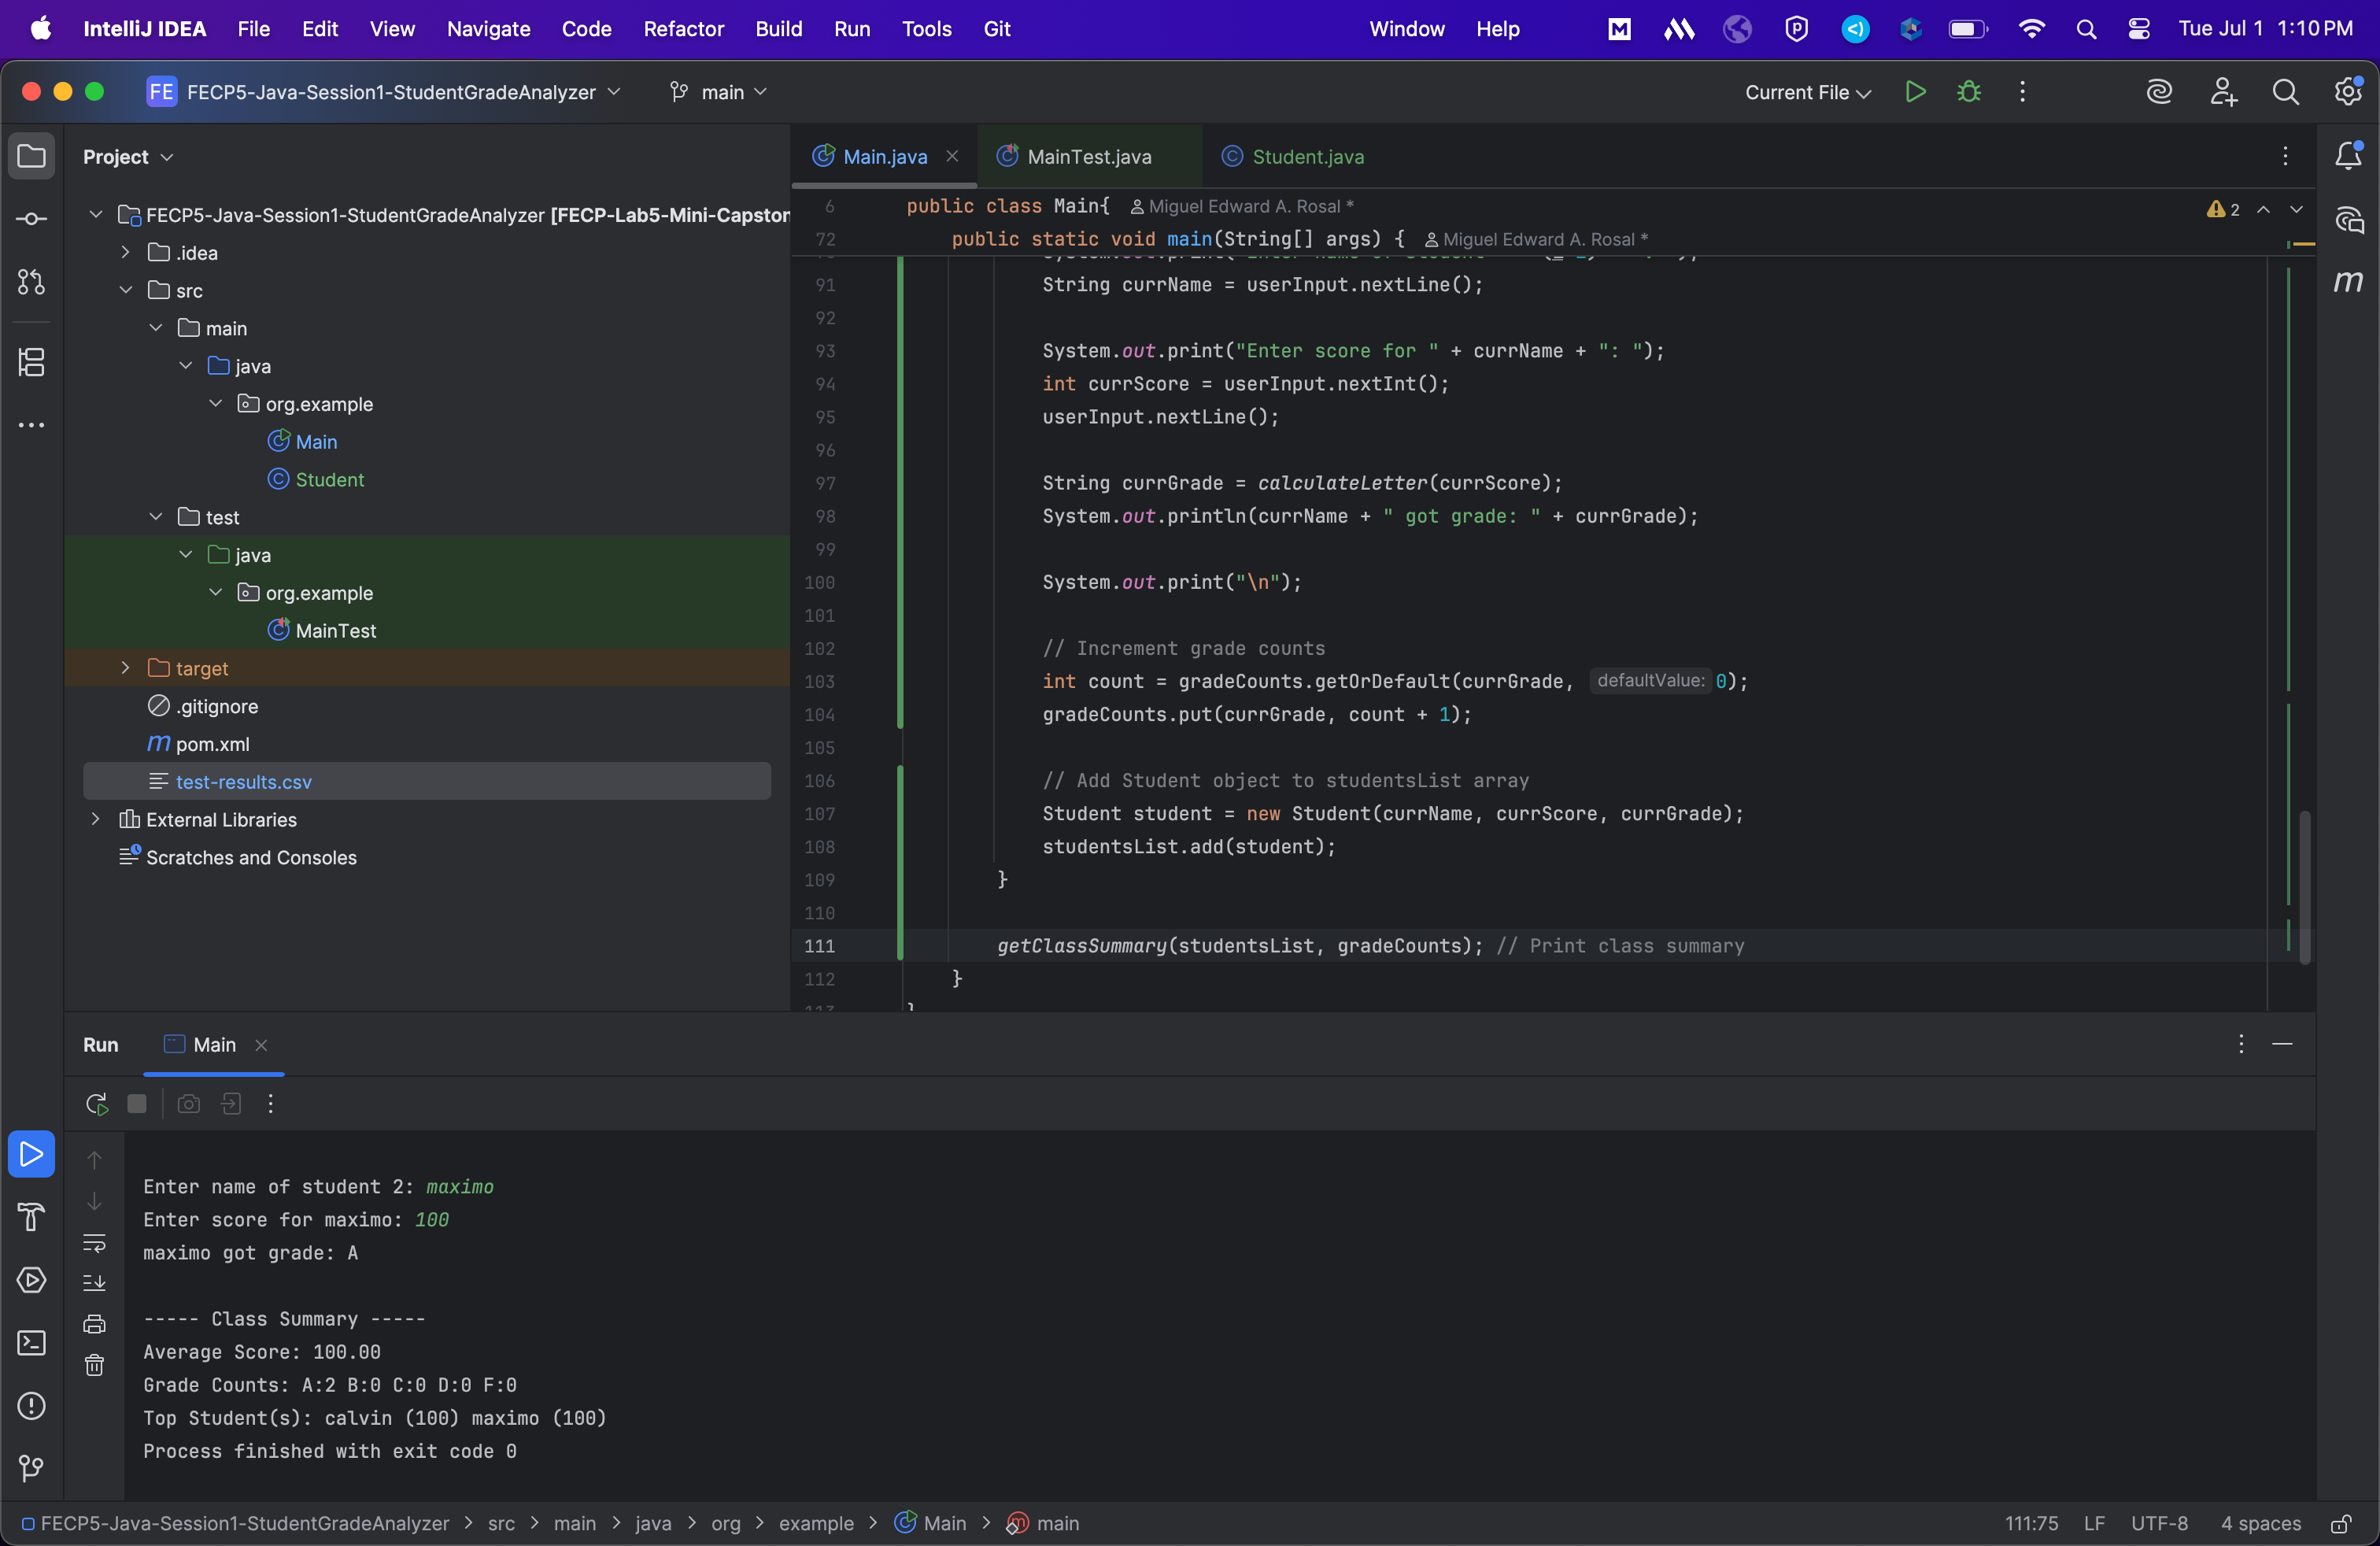 IntelliJ IDEA File Edit View Navigate Code Refactor Build Run Tools Git Window Help Tue Jul 1 1:10 PM
FE FECP5-Java-Session1-StudentGradeAnalyzer main Current File
Project
FECP5-Java-Session1-StudentGradeAnalyzer [FECP-Lab5-Mini-Capston
.idea
src
main
java
org.example
Main
Student
test
java
org.example
MainTest
target
.gitignore
m pom.xml
test-results.csv
External Libraries
Scratches and Consoles
Main.java MainTest.java Student.java
6 public class Main{ Miguel Edward A. Rosal *
2
72 public static void main(String[] args) { Miguel Edward A. Rosal *
91 String currName = userInput.nextLine();
92
93 System.out.print("Enter score for " + currName + ": ");
94 int currScore = userInput.nextInt();
95 userInput.nextLine();
96
97 String currGrade = calculateLetter(currScore);
98 System.out.println(currName + " got grade: " + currGrade);
99
100 System.out.print("\n");
101
102 // Increment grade counts
103 int count = gradeCounts.getOrDefault(currGrade, defaultValue: 0);
104 gradeCounts.put(currGrade, count + 1);
105
106 // Add Student object to studentsList array
107 Student student = new Student(currName, currScore, currGrade);
108 studentsList.add(student);
109 }
110
111 getClassSummary(studentsList, gradeCounts); // Print class summary
112 }
m
Run Main
Enter name of student 2: maximo
Enter score for maximo: 100
maximo got grade: A
----- Class Summary -----
Average Score: 100.00
Grade Counts: A:2 B:0 C:0 D:0 F:0
Top Student(s): calvin (100) maximo (100)
Process finished with exit code 0
FECP5-Java-Session1-StudentGradeAnalyzer > src > main > java > org > example > Main > main 111:75 LF UTF-8 4 spaces